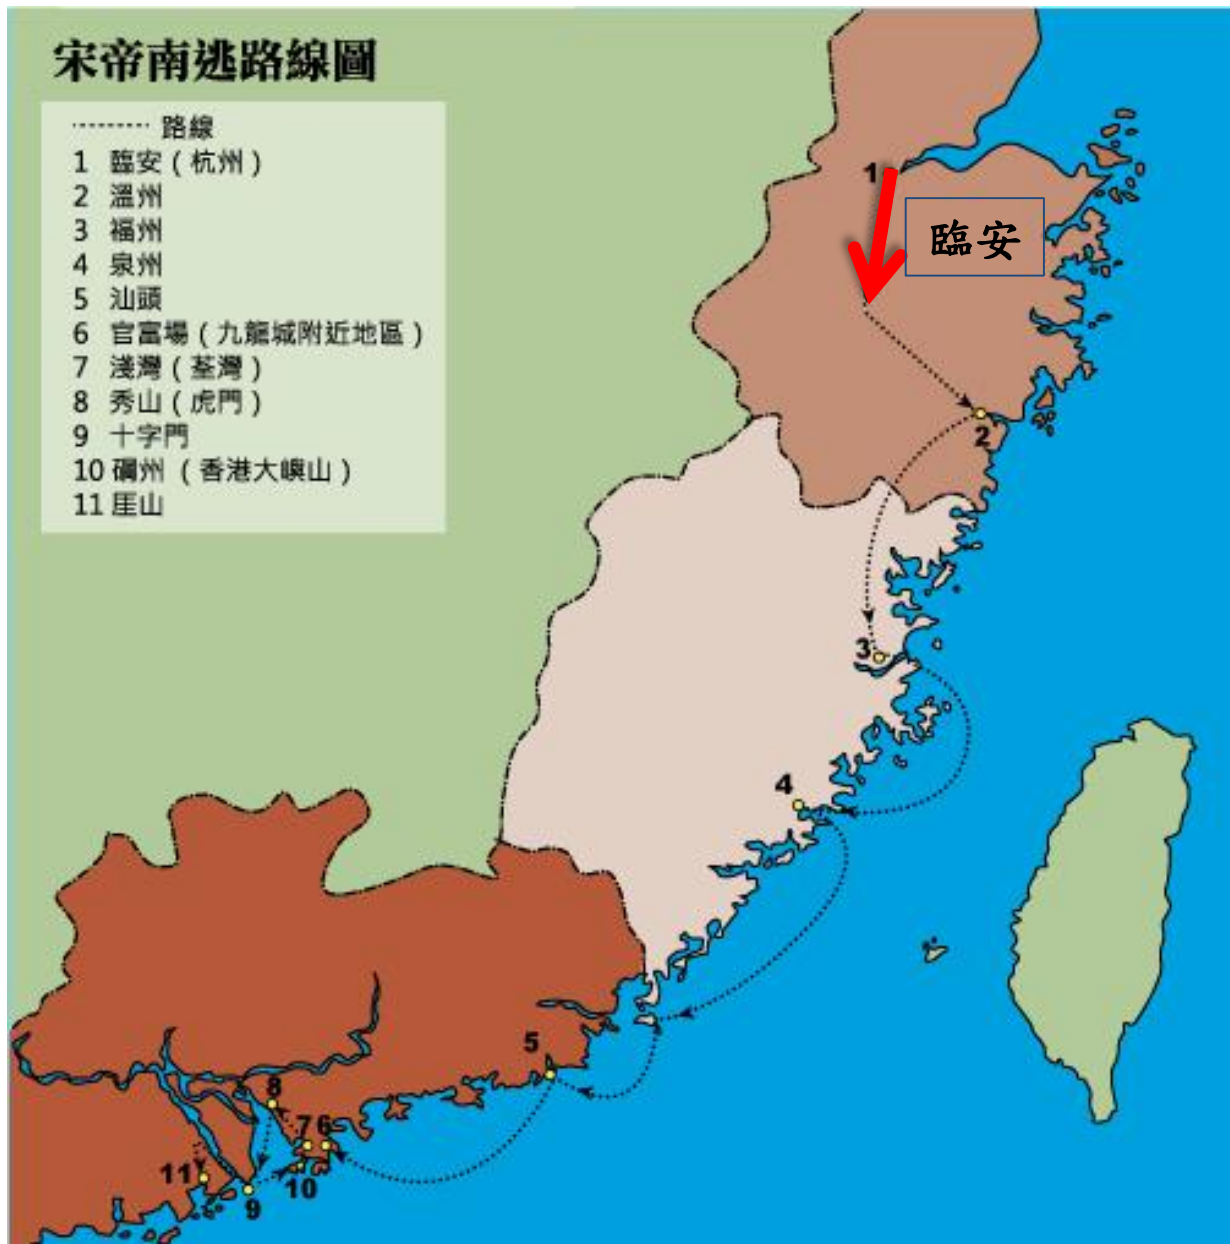 宋帝南逃路線圖
路線
1 臨安（杭州）
2 溫州
3 福州
4 泉州
5 汕頭
6 官富場（九龍城附近地區）
7 淺灣（荃灣）
8 秀山（虎門）
9 十字門
10 碙州 （香港大嶼山）
11 厓山
1
臨安
2
3
4
5
8
7 6
11
10
9